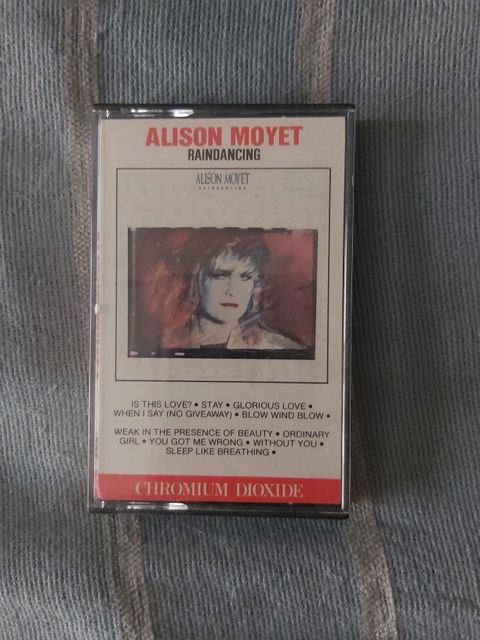 ALISON MOYET
RAINDANCING
ALISON MOYET
RAINDANCING
IS THIS LOVE? • STAY • GLORIOUS LOVE •
WHEN I SAY (NO GIVEAWAY) • BLOW WIND BLOW •
WEAK IN THE PRESENCE OF BEAUTY • ORDINARY
GIRL • YOU GOT ME WRONG • WITHOUT YOU •
SLEEP LIKE BREATHING •
CHROMIUM DIOXIDE